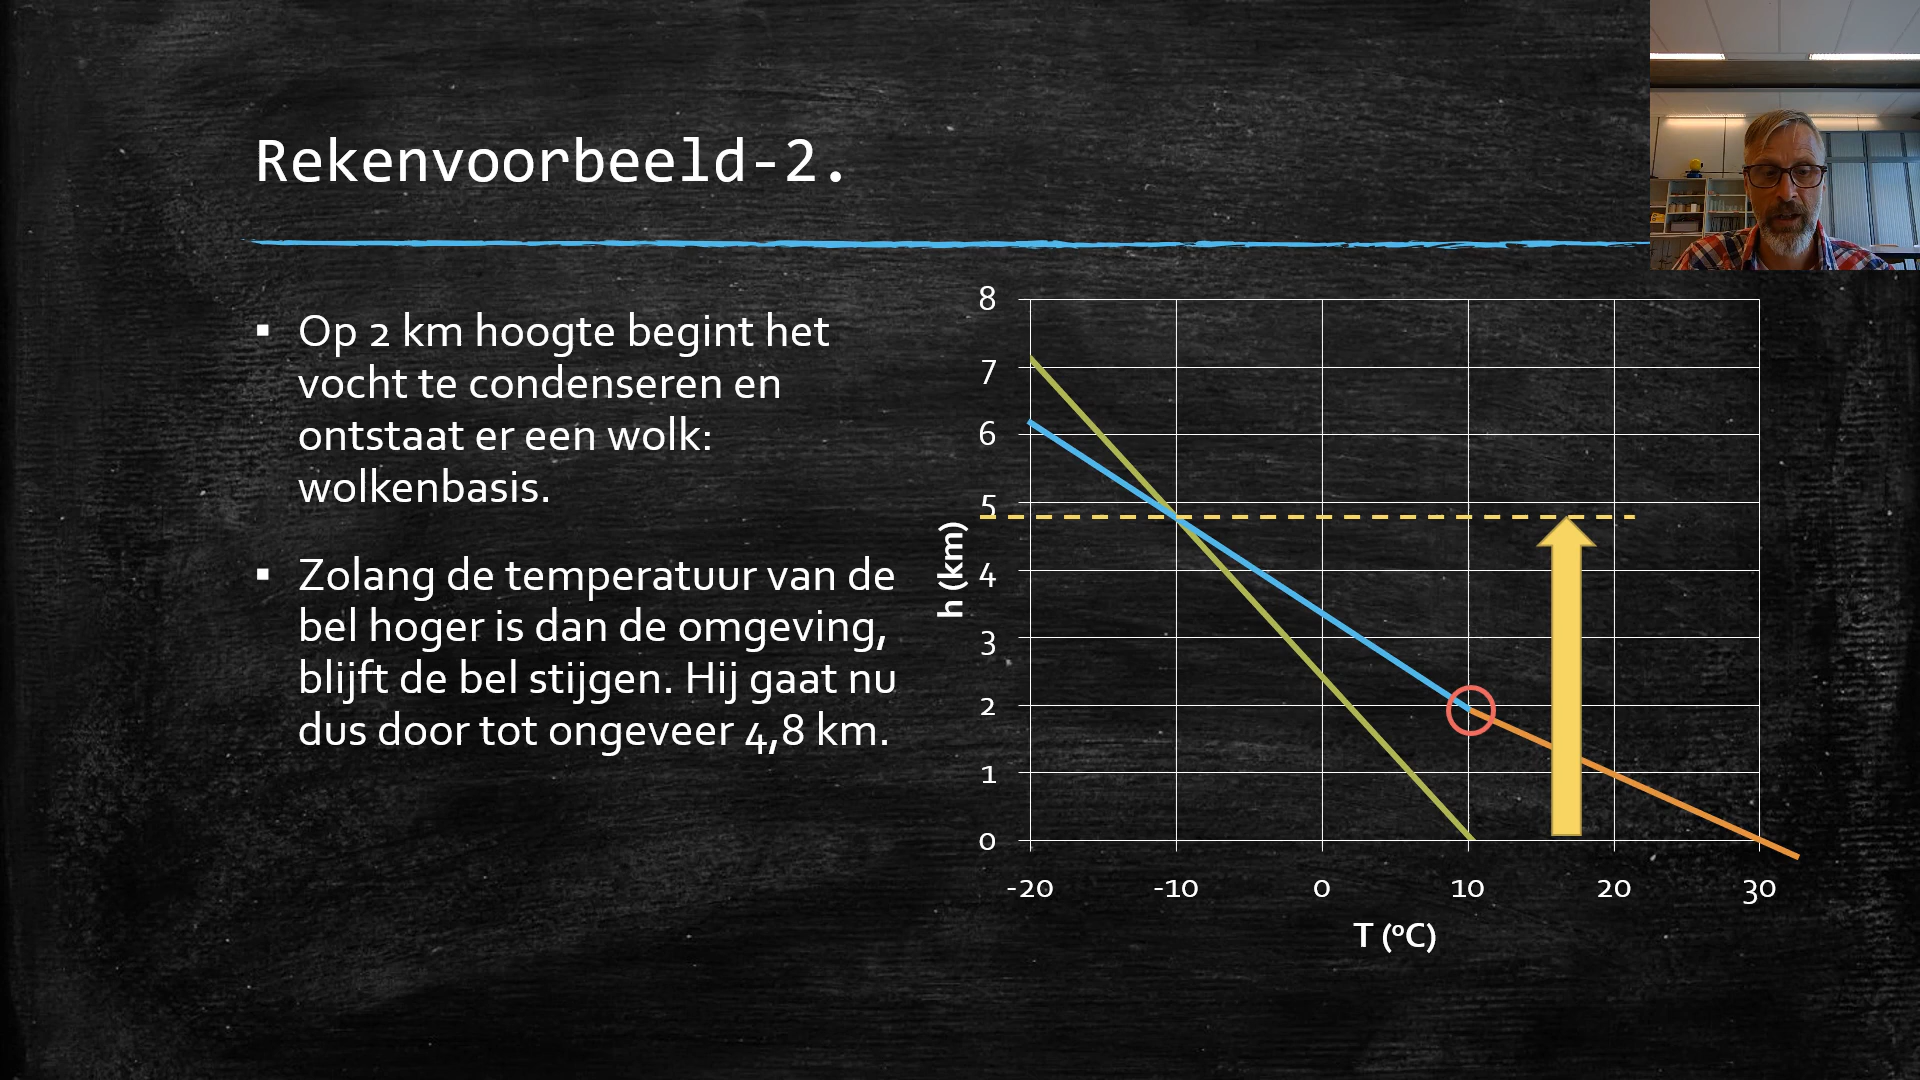 Rekenvoorbeeld-2.
▪ Op 2 km hoogte begint het
vocht te condenseren en
ontstaat er een wolk:
wolkenbasis.
▪ Zolang de temperatuur van de
bel hoger is dan de omgeving,
blijft de bel stijgen. Hij gaat nu
dus door tot ongeveer 4,8 km.
8
7
6
5
4
3
2
1
0
h (km)
-20 -10 0 10 20 30
T (°C)